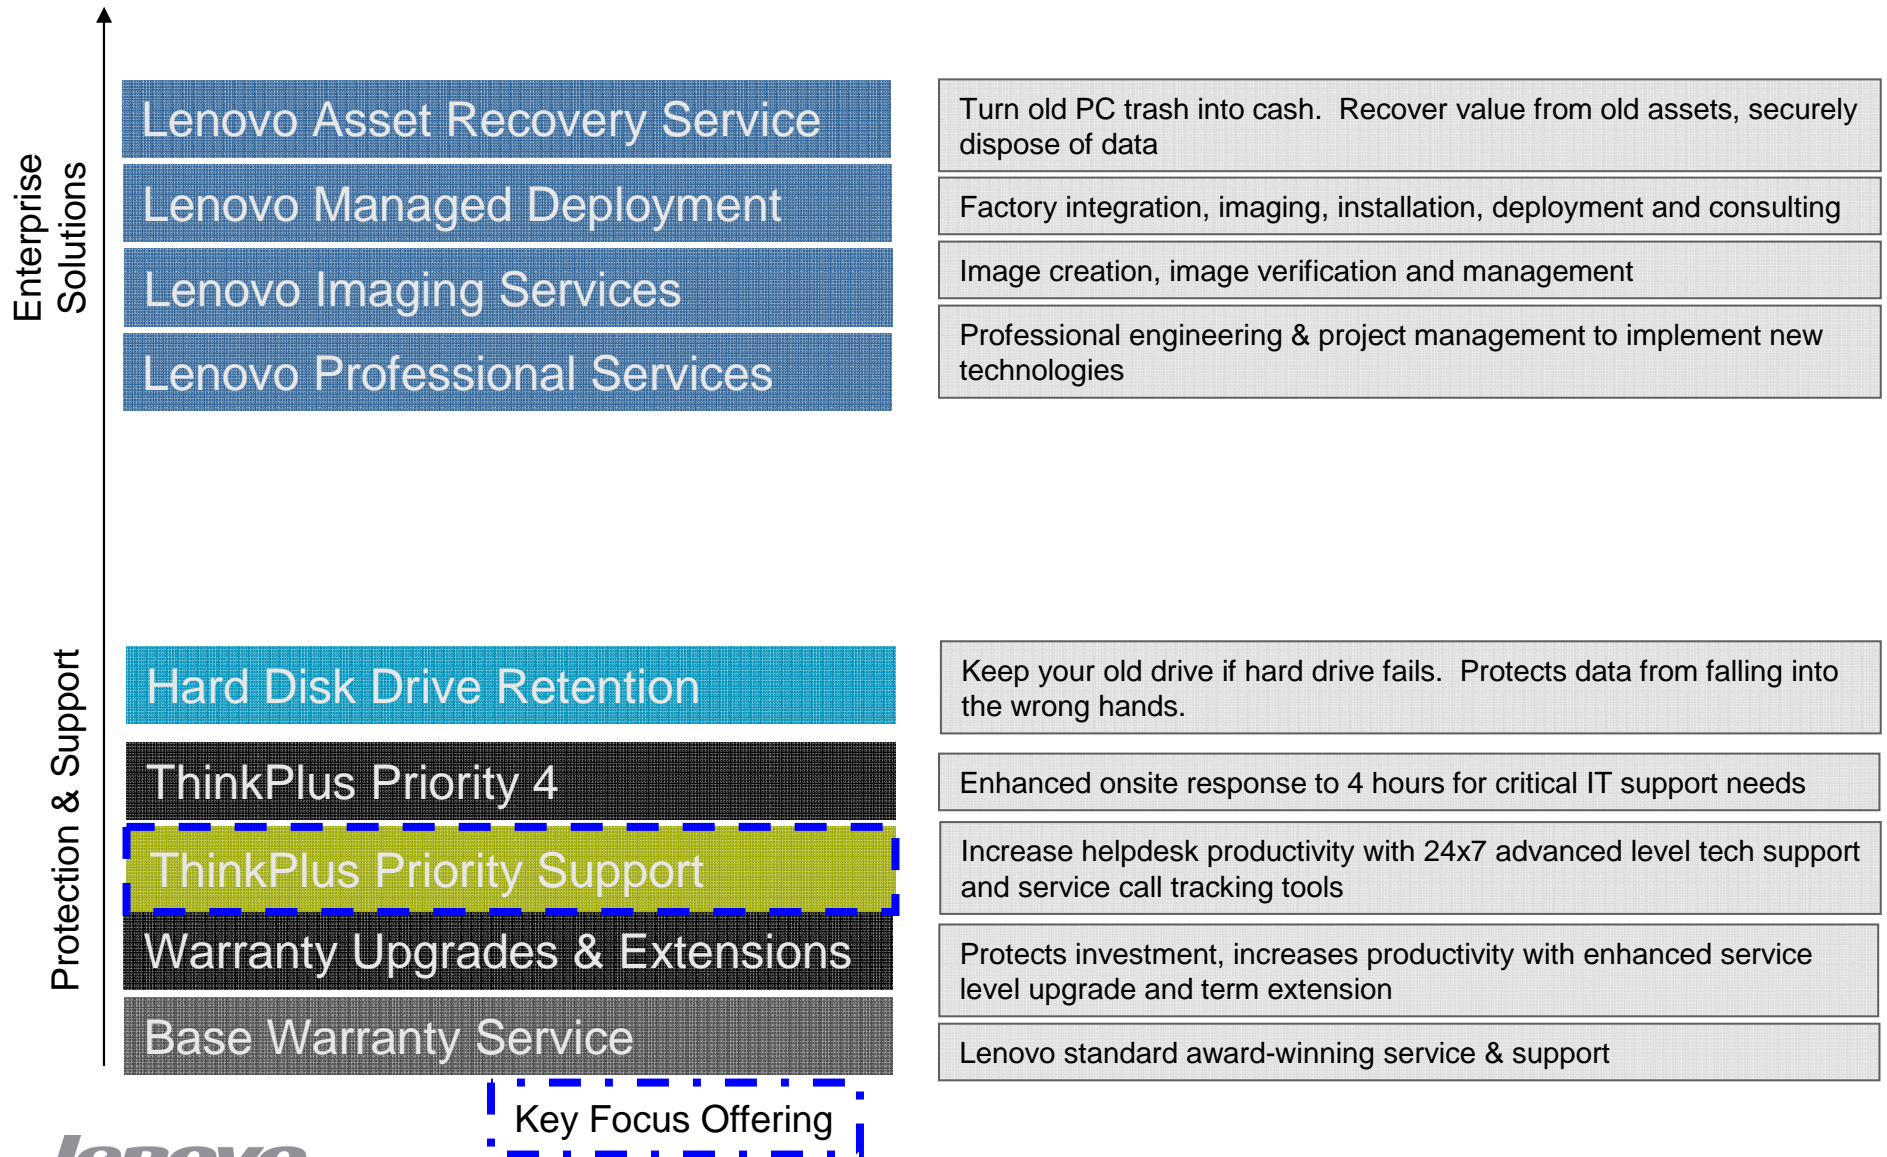 Enterprise
Solutions
Lenovo Asset Recovery Service
Turn old PC trash into cash.  Recover value from old assets, securely
dispose of data
Lenovo Managed Deployment
Factory integration, imaging, installation, deployment and consulting
Lenovo Imaging Services
Image creation, image verification and management
Lenovo Professional Services
Professional engineering & project management to implement new
technologies
Protection & Support
Hard Disk Drive Retention
Keep your old drive if hard drive fails.  Protects data from falling into
the wrong hands.
ThinkPlus Priority 4
Enhanced onsite response to 4 hours for critical IT support needs
ThinkPlus Priority Support
Increase helpdesk productivity with 24x7 advanced level tech support
and service call tracking tools
Warranty Upgrades & Extensions
Protects investment, increases productivity with enhanced service
level upgrade and term extension
Base Warranty Service
Lenovo standard award-winning service & support
Key Focus Offering
lenovo